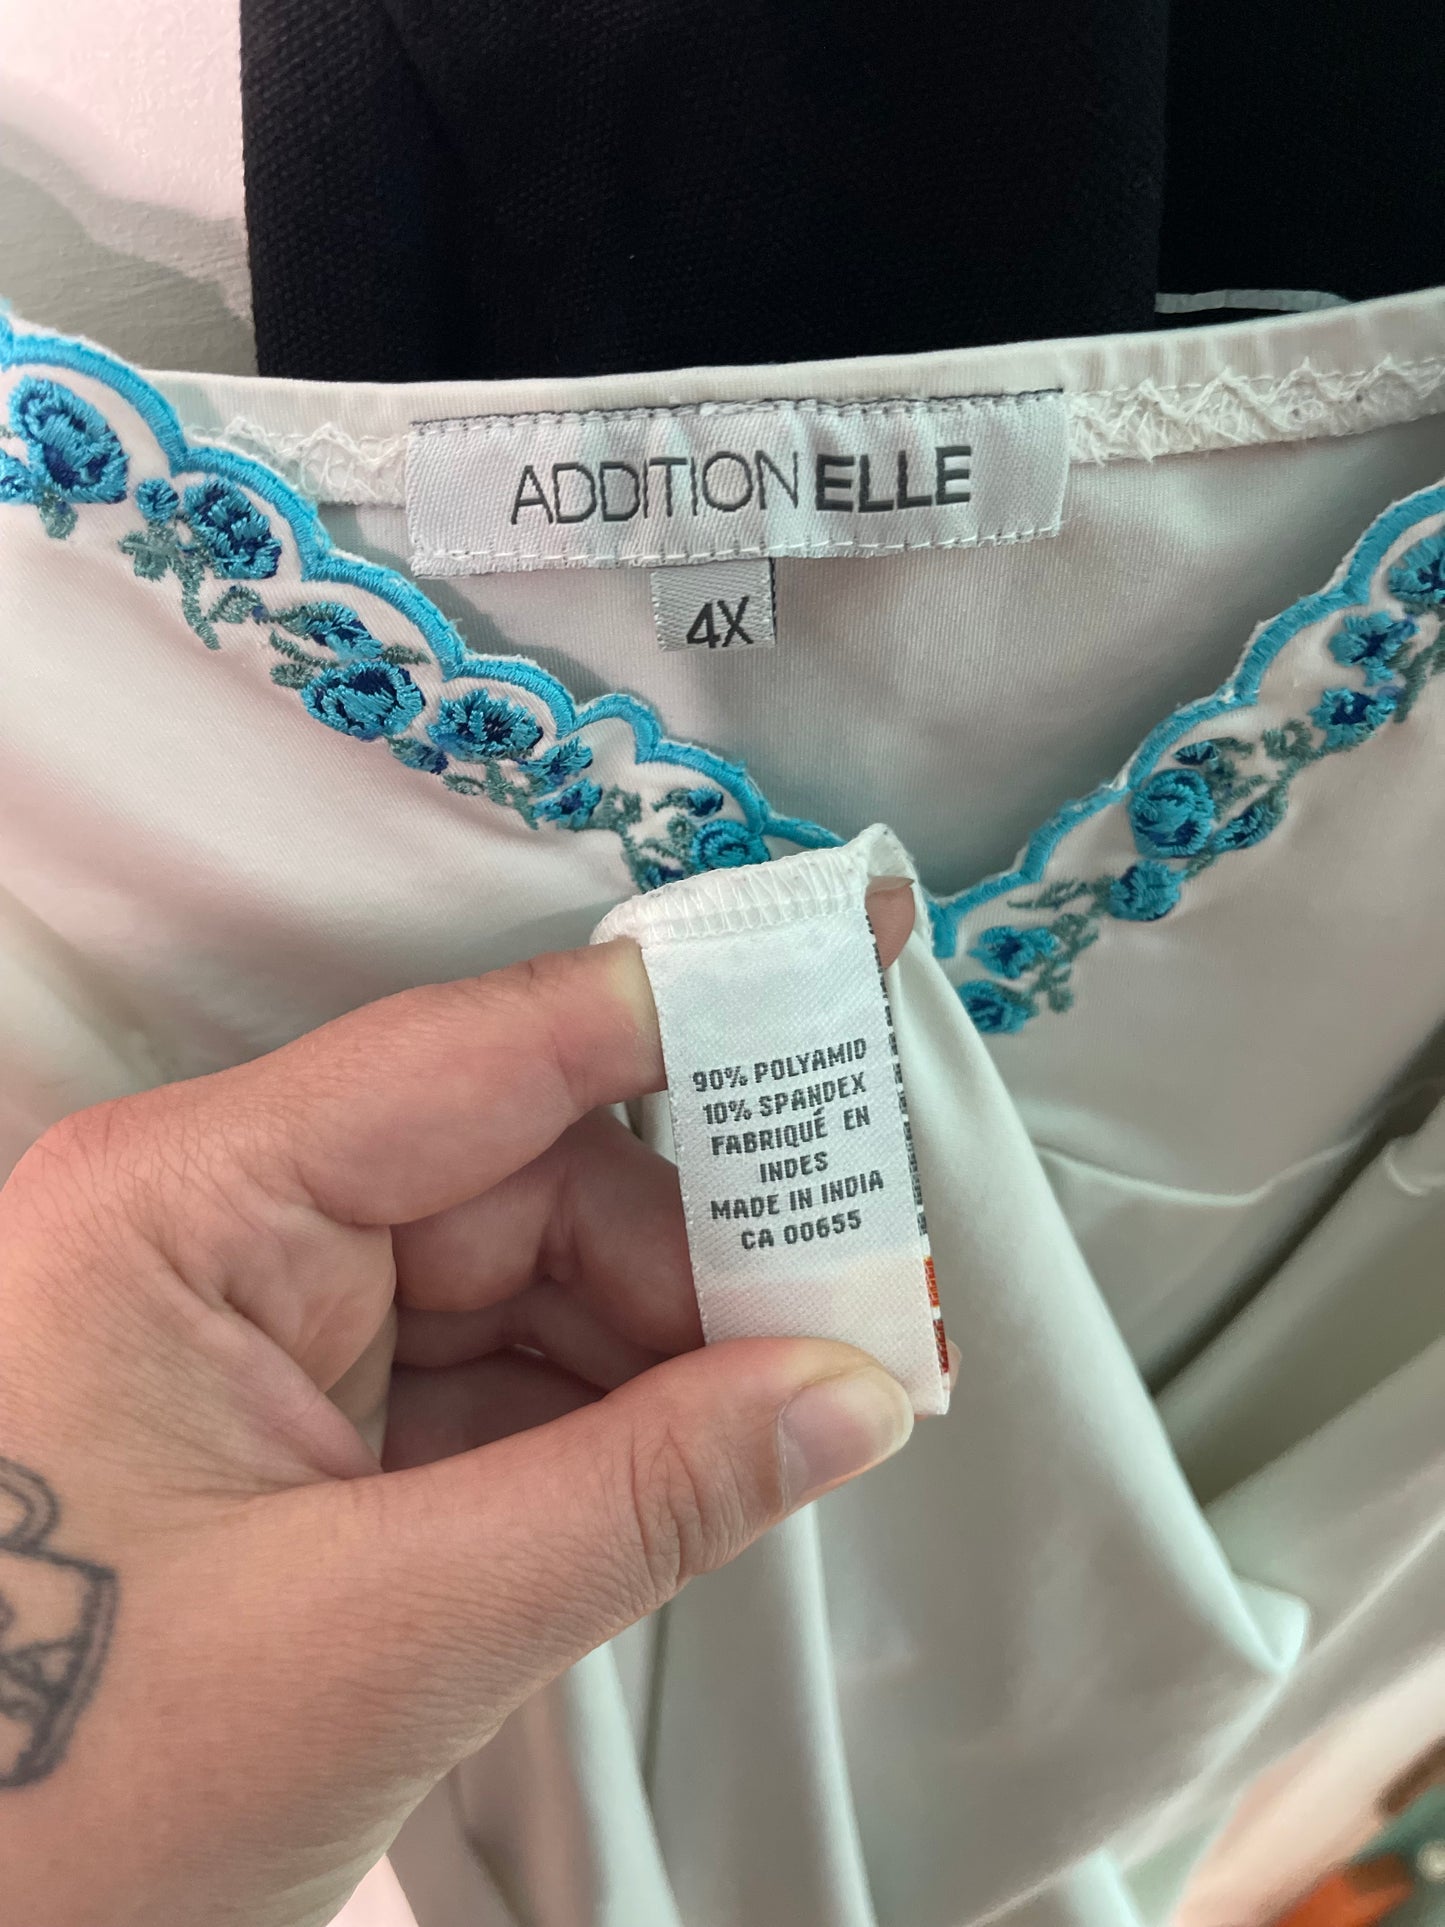 ADDITION ELLE
4X
90% POLYAMID
10% SPANDEX
FABRIQUÉ EN
INDES
MADE IN INDIA
CA 00655